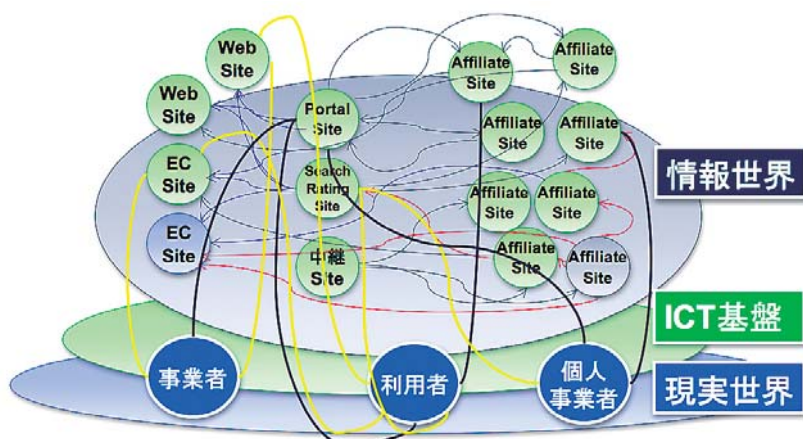 Web
Site
Web
Site
EC
Site
EC
Site
Portal
Site
Search
Rating
Site
中継
Site
Affiliate
Site
Affiliate
Site
Affiliate
Site
Affiliate
Site
Affiliate
Site
Affiliate
Site
Affiliate
Site
Affiliate
Site
情報世界
ICT基盤
現実世界
事業者
利用者
個人
事業者